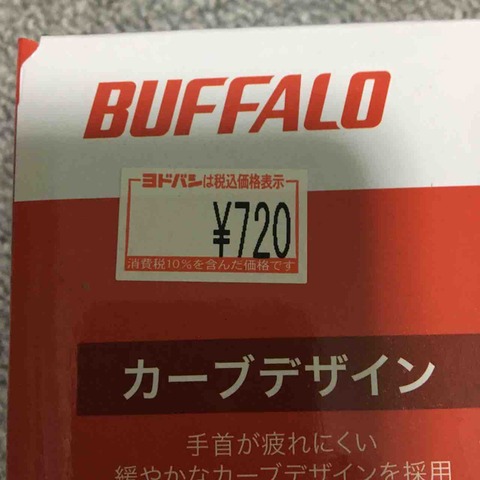 BUFFALO
ヨドバシは税込価格表示
¥720
消費税10%を含んだ価格です
カーブデザイン
手首が疲れにくい
緩やかなカーブデザインを採用